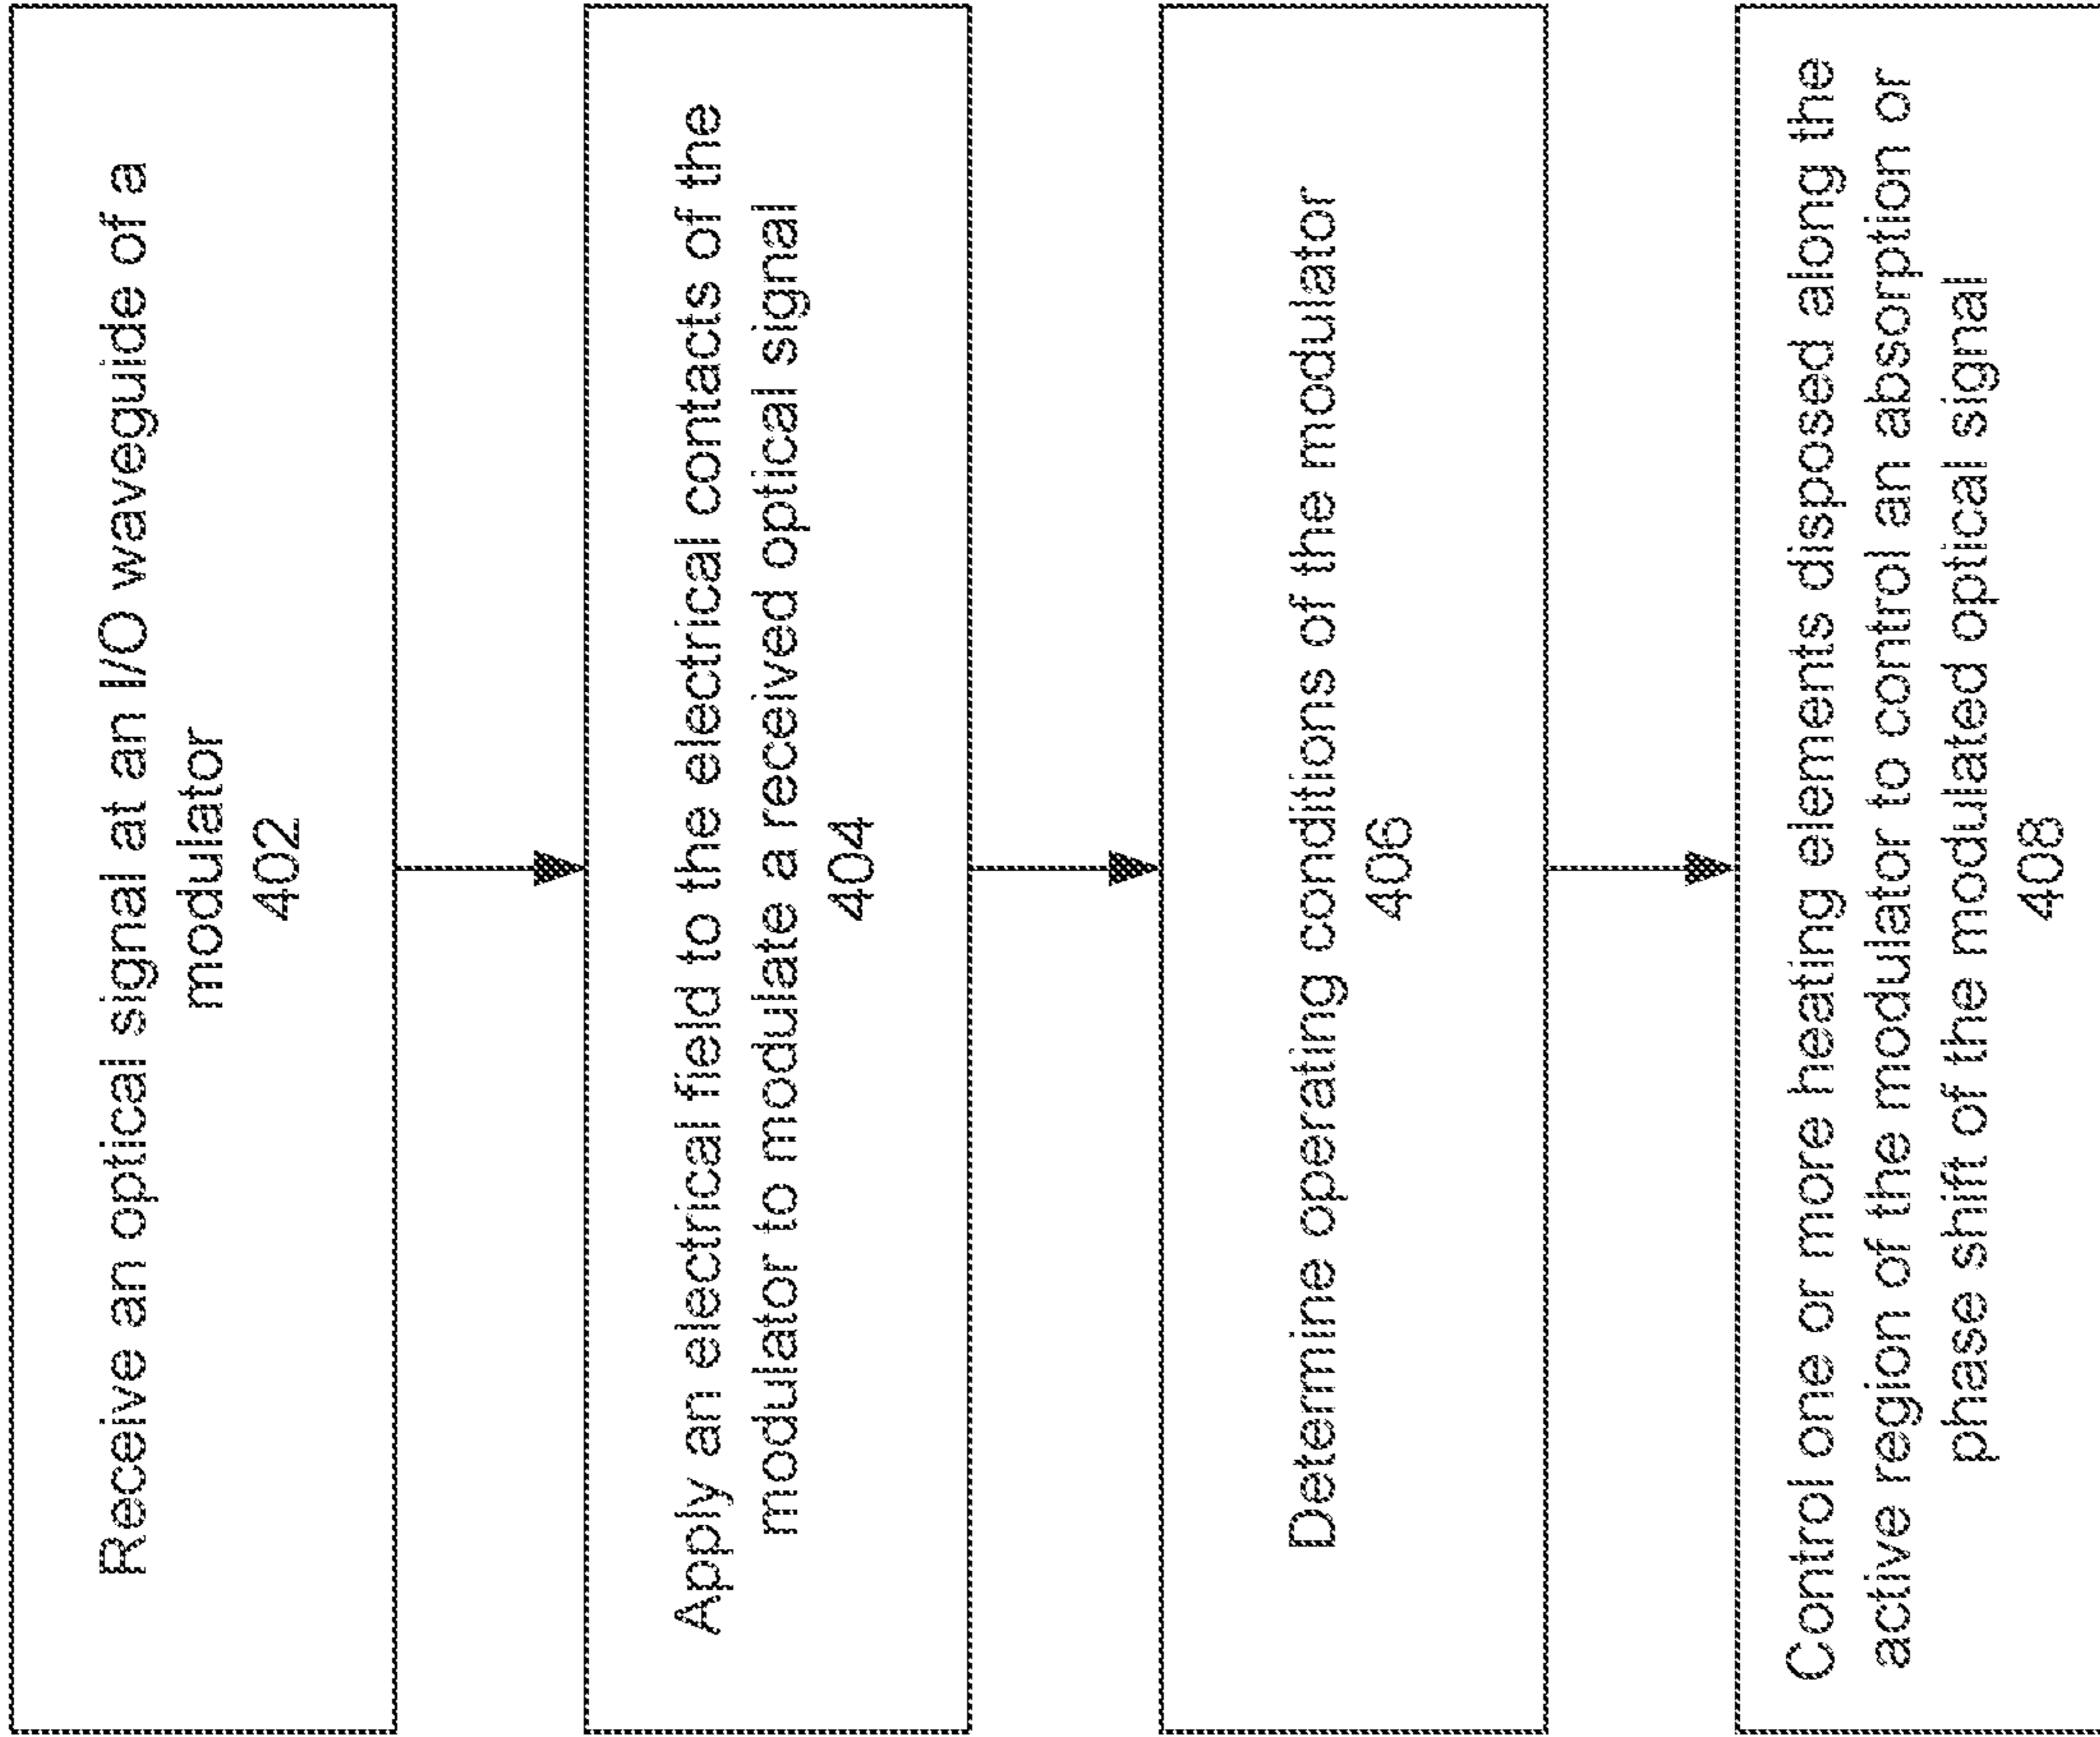 Receive an optical signal at an I/O waveguide of a
modulator
402
Apply an electrical field to the electrical contacts of the
modulator to modulate a received optical signal
404
Determine operating conditions of the modulator
406
Control one or more heating elements disposed along the
active region of the modulator to control an absorption or
phase shift of the modulated optical signal
408